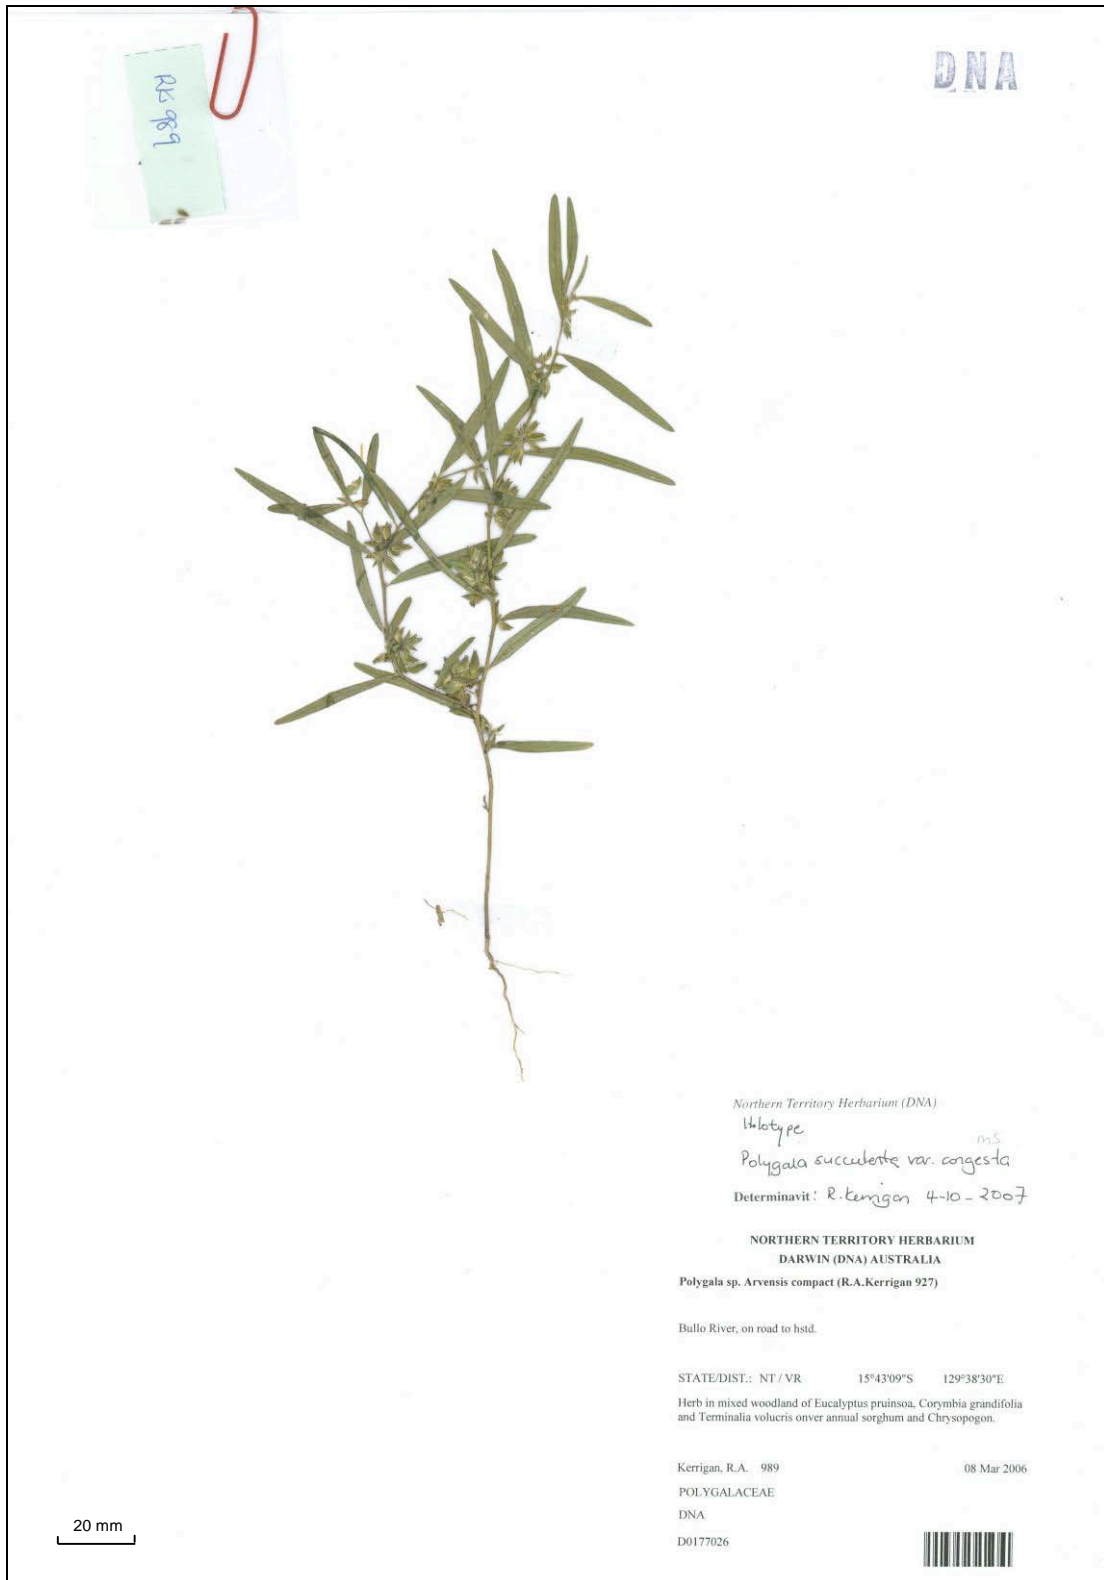 RK 989
DNA
Northern Territory Herbarium (DNA)
Holotype
ms
Polygala succulenta var. congesta
Determinavit: R. Kerrigan 4-10-2007
NORTHERN TERRITORY HERBARIUM
DARWIN (DNA) AUSTRALIA
Polygala sp. Arvensis compact (R.A.Kerrigan 927)
Bullo River, on road to hstd.
STATE/DIST.: NT / VR 15°43'09"S 129°38'30"E
Herb in mixed woodland of Eucalyptus pruinsoa, Corymbia grandifolia
and Terminalia volucris onver annual sorghum and Chrysopogon.
Kerrigan, R.A. 989 08 Mar 2006
POLYGALACEAE
DNA
D0177026
20 mm